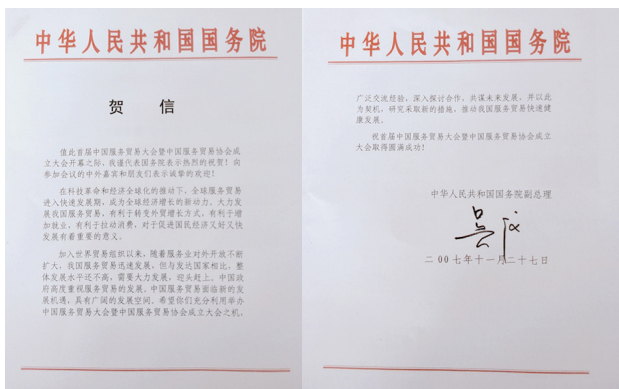 中华人民共和国国务院
贺 信
值此首届中国服务贸易大会暨中国服务贸易协会成
立大会开幕之际，我谨代表国务院表示热烈的祝贺！向
参加会议的中外嘉宾和朋友们表示诚挚的欢迎！
在科技革命和经济全球化的推动下，全球服务贸易
进入快速发展期，成为全球经济增长的新动力。大力发
展我国服务贸易，有利于转变外贸增长方式，有利于增
加就业，有利于拉动消费，对于促进国民经济又好又快
发展有着重要的意义。
加入世界贸易组织以来，随着服务业对外开放不断
扩大，我国服务贸易迅速发展，但与发达国家相比，整
体发展水平还不高，需要大力发展，迎头赶上。中国政
府高度重视服务贸易的发展。中国服务贸易面临新的发
展机遇，具有广阔的发展空间。希望你们充分利用举办
中国服务贸易大会暨中国服务贸易协会成立大会之机，
中华人民共和国国务院
广泛交流经验，深入探讨合作，共谋未来发展，并以此
为契机，研究采取新的措施，推动我国服务贸易快速健
康发展。
祝首届中国服务贸易大会暨中国服务贸易协会成立
大会取得圆满成功！
中华人民共和国国务院副总理
吴仪
二00七年十一月二十七日